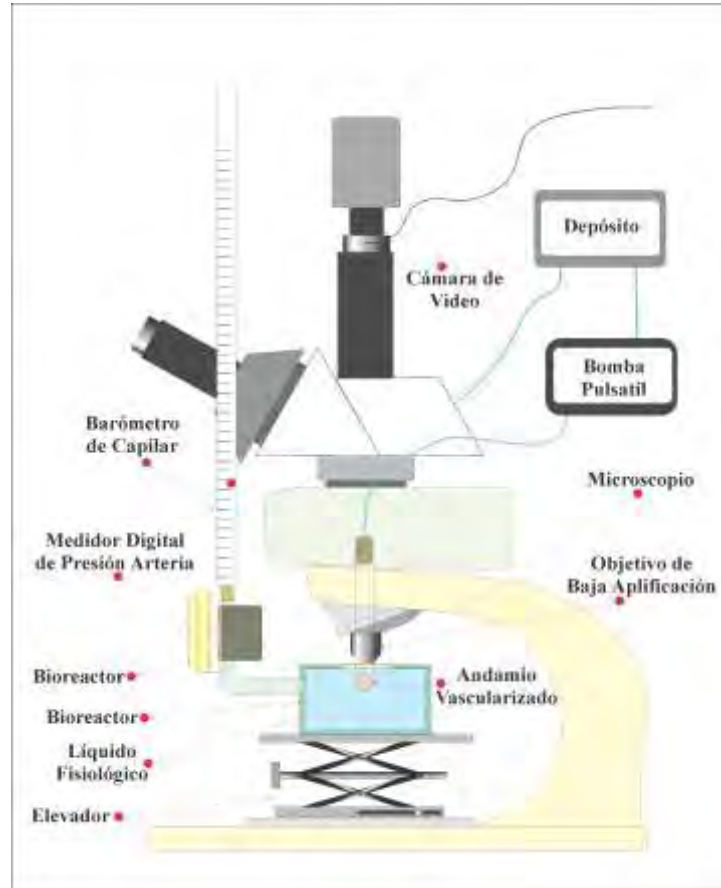 Depósito
Cámara de
Video
Bomba
Pulsatil
Barómetro
de Capilar
Microscopio
Medidor Digital
de Presión Arteria
Objetivo de
Baja Aplificación
Bioreactor
Andamio
Vascularizado
Bioreactor
Líquido
Fisiológico
Elevador